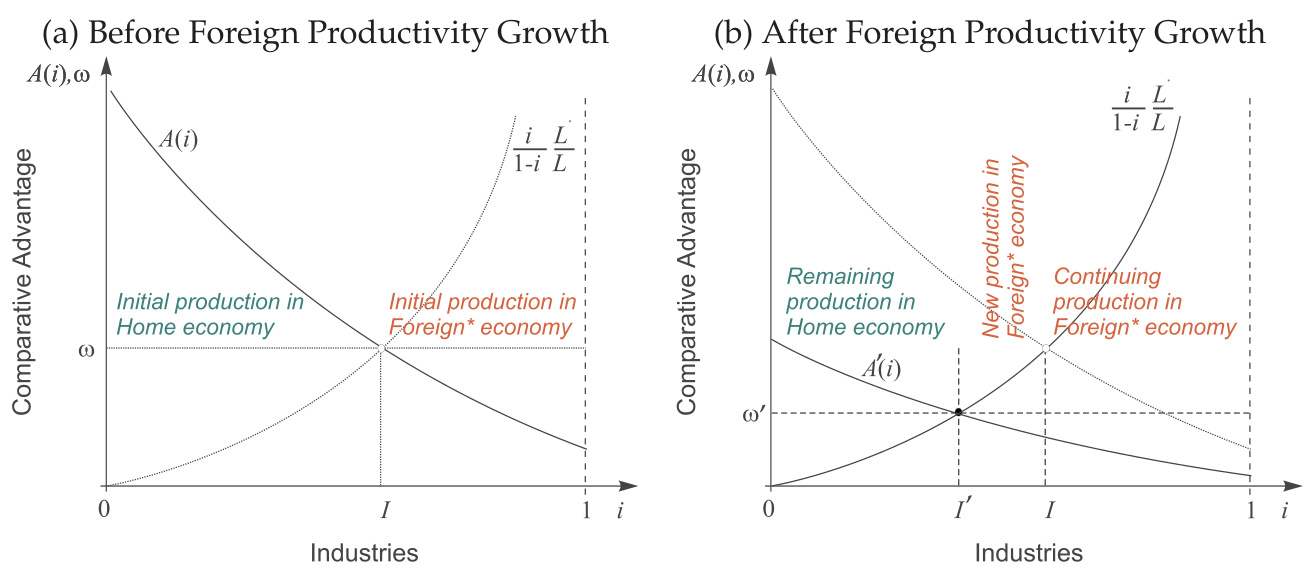 (a) Before Foreign Productivity Growth
A(i),ω
Comparative Advantage
A(i)
i/1-i L*/L
Initial production in
Home economy
Initial production in
Foreign* economy
ω
0
I
1
i
Industries
(b) After Foreign Productivity Growth
A(i),ω
Comparative Advantage
i/1-i L*/L
New production in
Foreign* economy
Remaining
production in
Home economy
Continuing
production in
Foreign* economy
A′(i)
ω′
0
I′
I
1
i
Industries